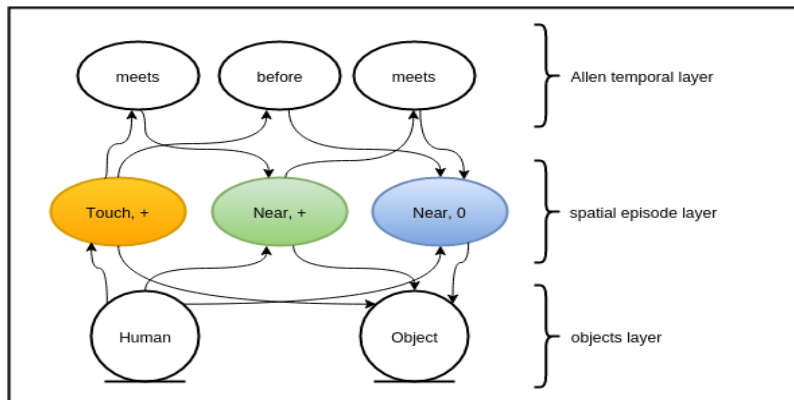 meets
before
meets
Allen temporal layer
Touch, +
Near, +
Near, 0
spatial episode layer
Human
Object
objects layer